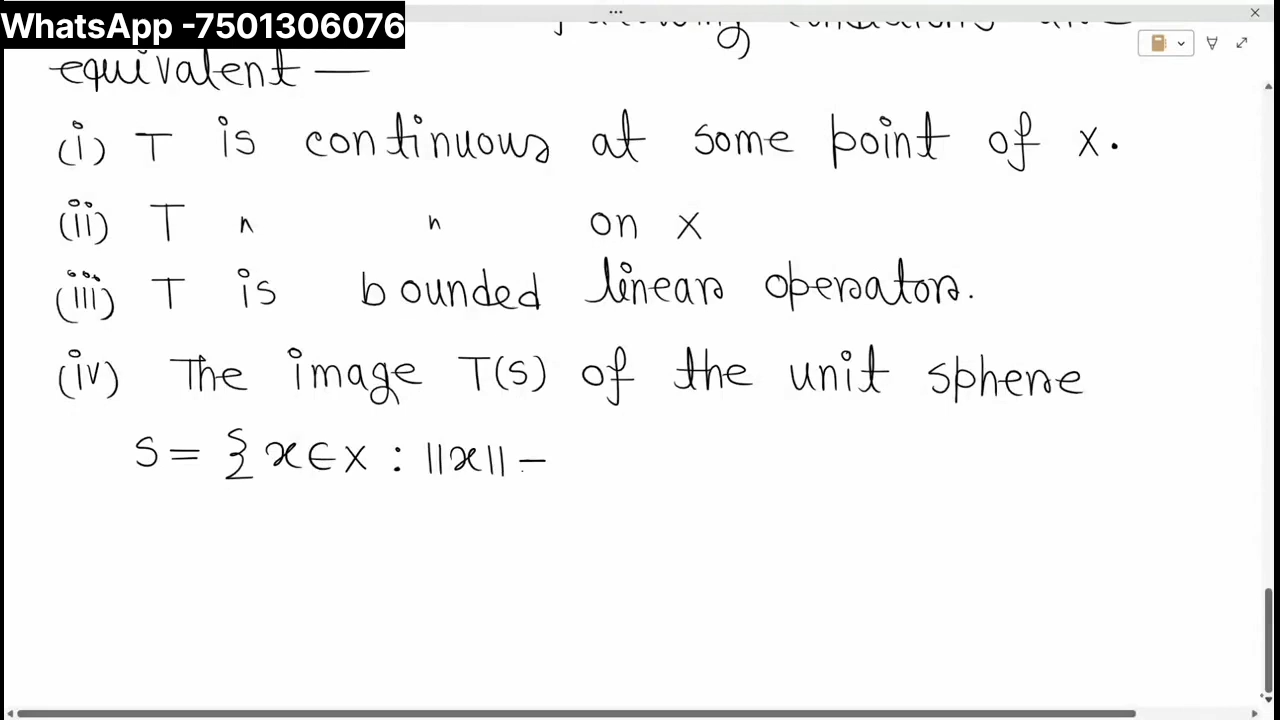 WhatsApp -7501306076
equivalent —
(i) T is continuous at some point of X.
(ii) T " " on X
(iii) T is bounded linear operator.
(iv) The image T(S) of the unit sphere
S = { x ∈ X : ||x|| –